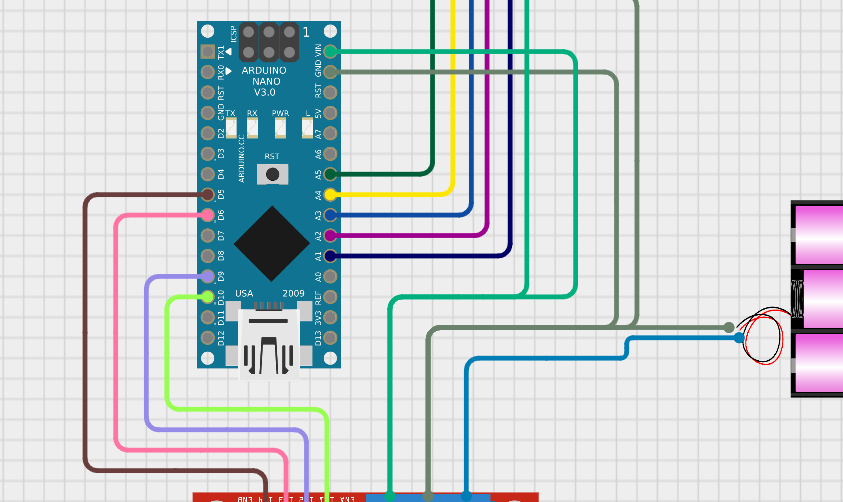 ICSP
1
TX1
VIN
RX0
GND
ARDUINO
NANO
V3.0
RST
RST
GND
5V
TX
RX
PWR
L
D2
A7
D3
A6
ARDUINO.CC
RST
D4
A5
D5
A4
D6
A3
D7
A2
D8
A1
D9
A0
USA
2009
D10
REF
D11
3V3
D12
D13